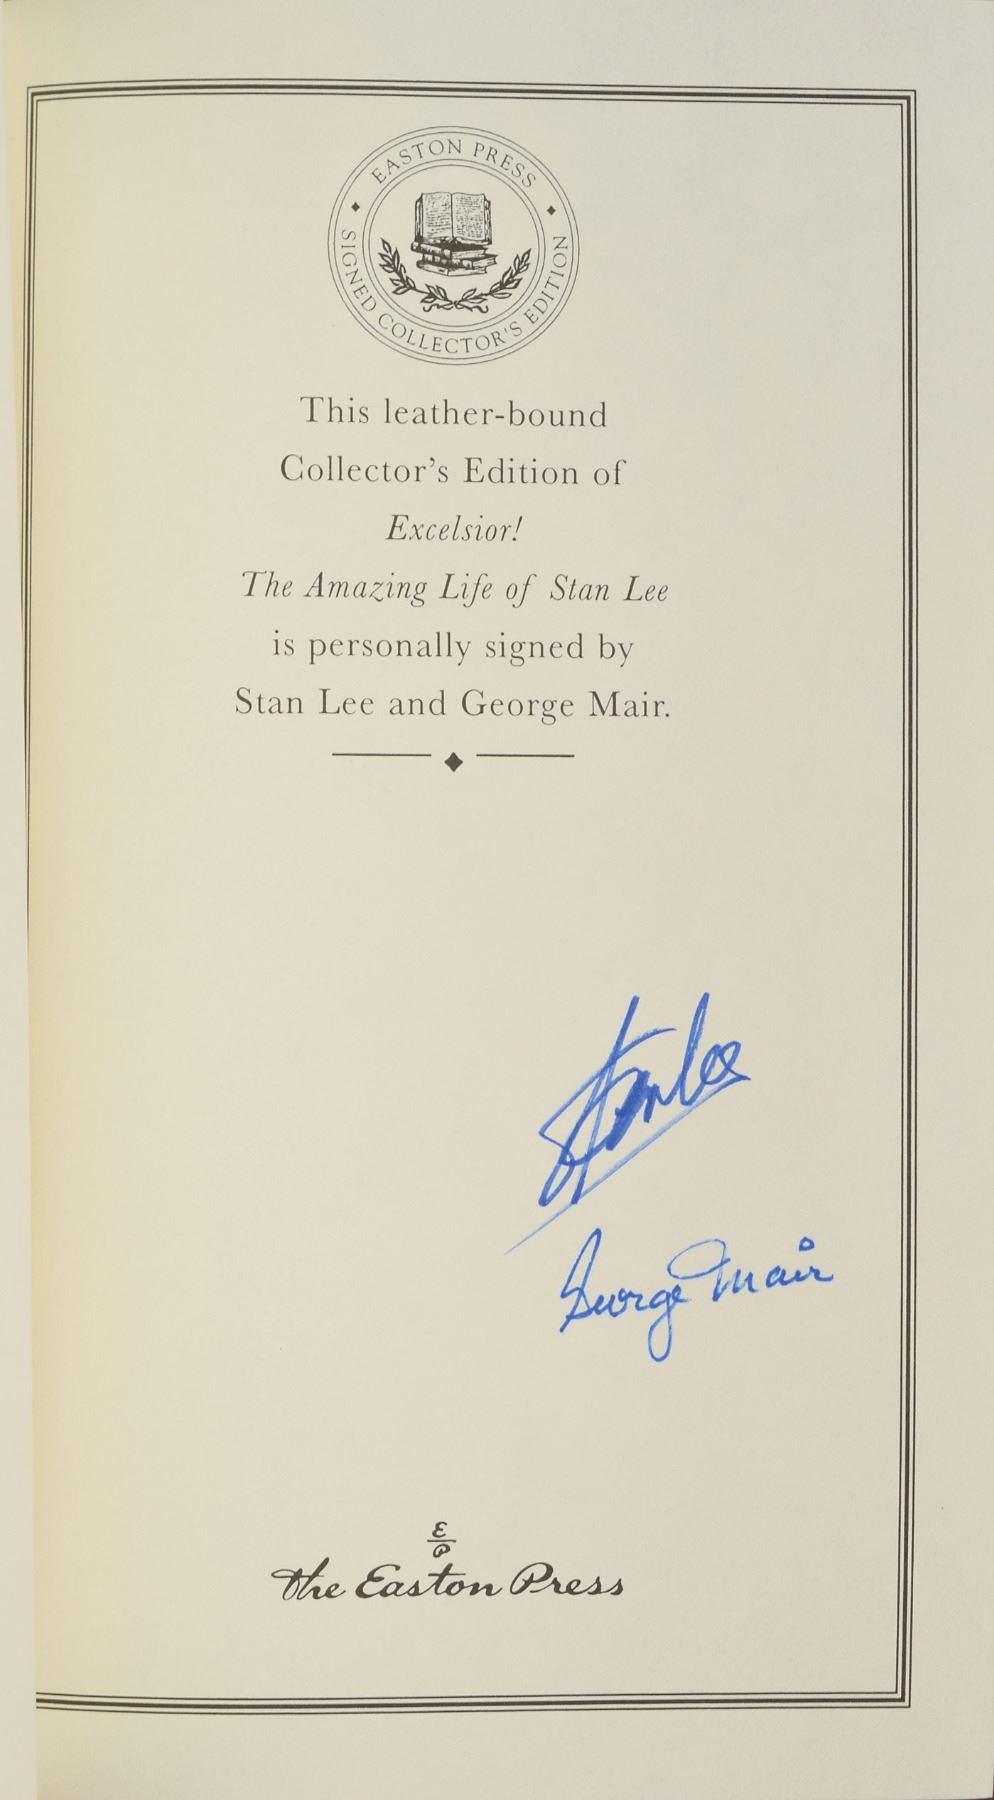 EASTON PRESS
SIGNED COLLECTOR'S EDITION
This leather-bound
Collector's Edition of
Excelsior!
The Amazing Life of Stan Lee
is personally signed by
Stan Lee and George Mair.
Stan Lee
George Mair
E
P
The Easton Press